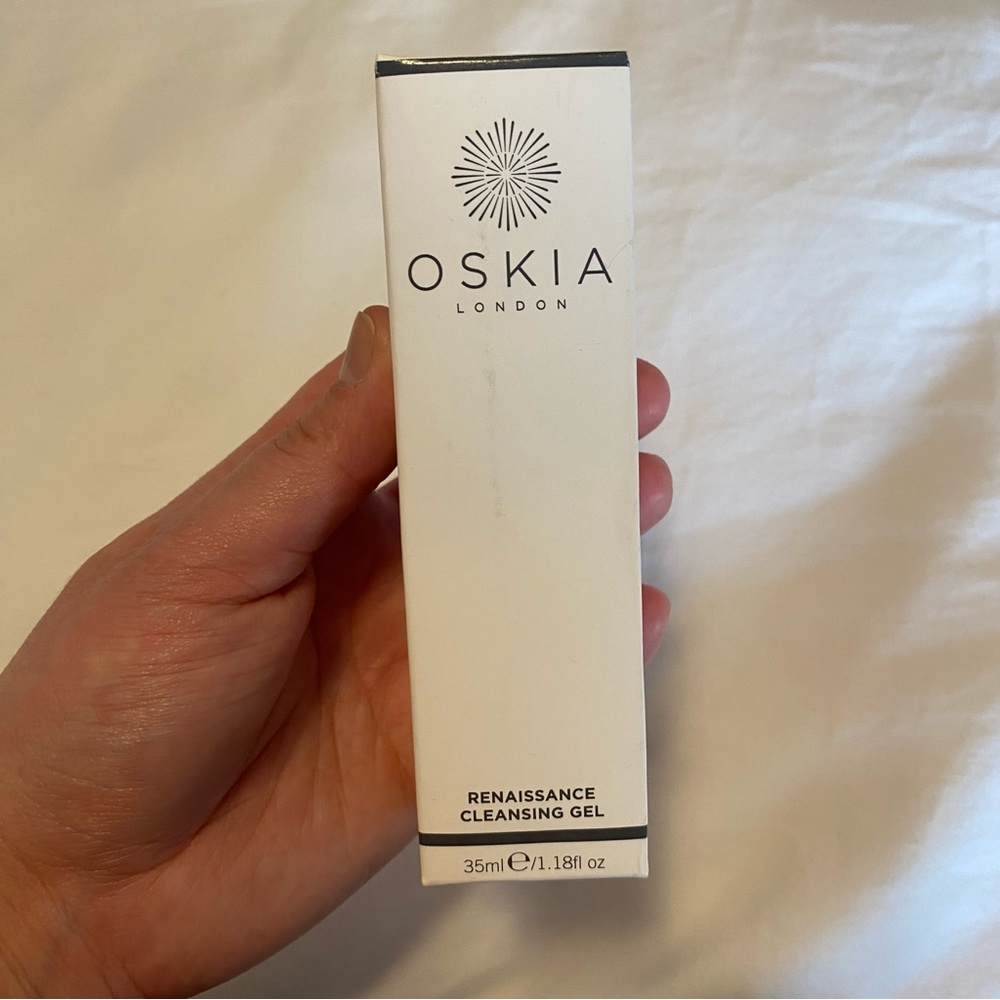 OSKIA
LONDON
RENAISSANCE
CLEANSING GEL
35ml ℮/1.18fl oz